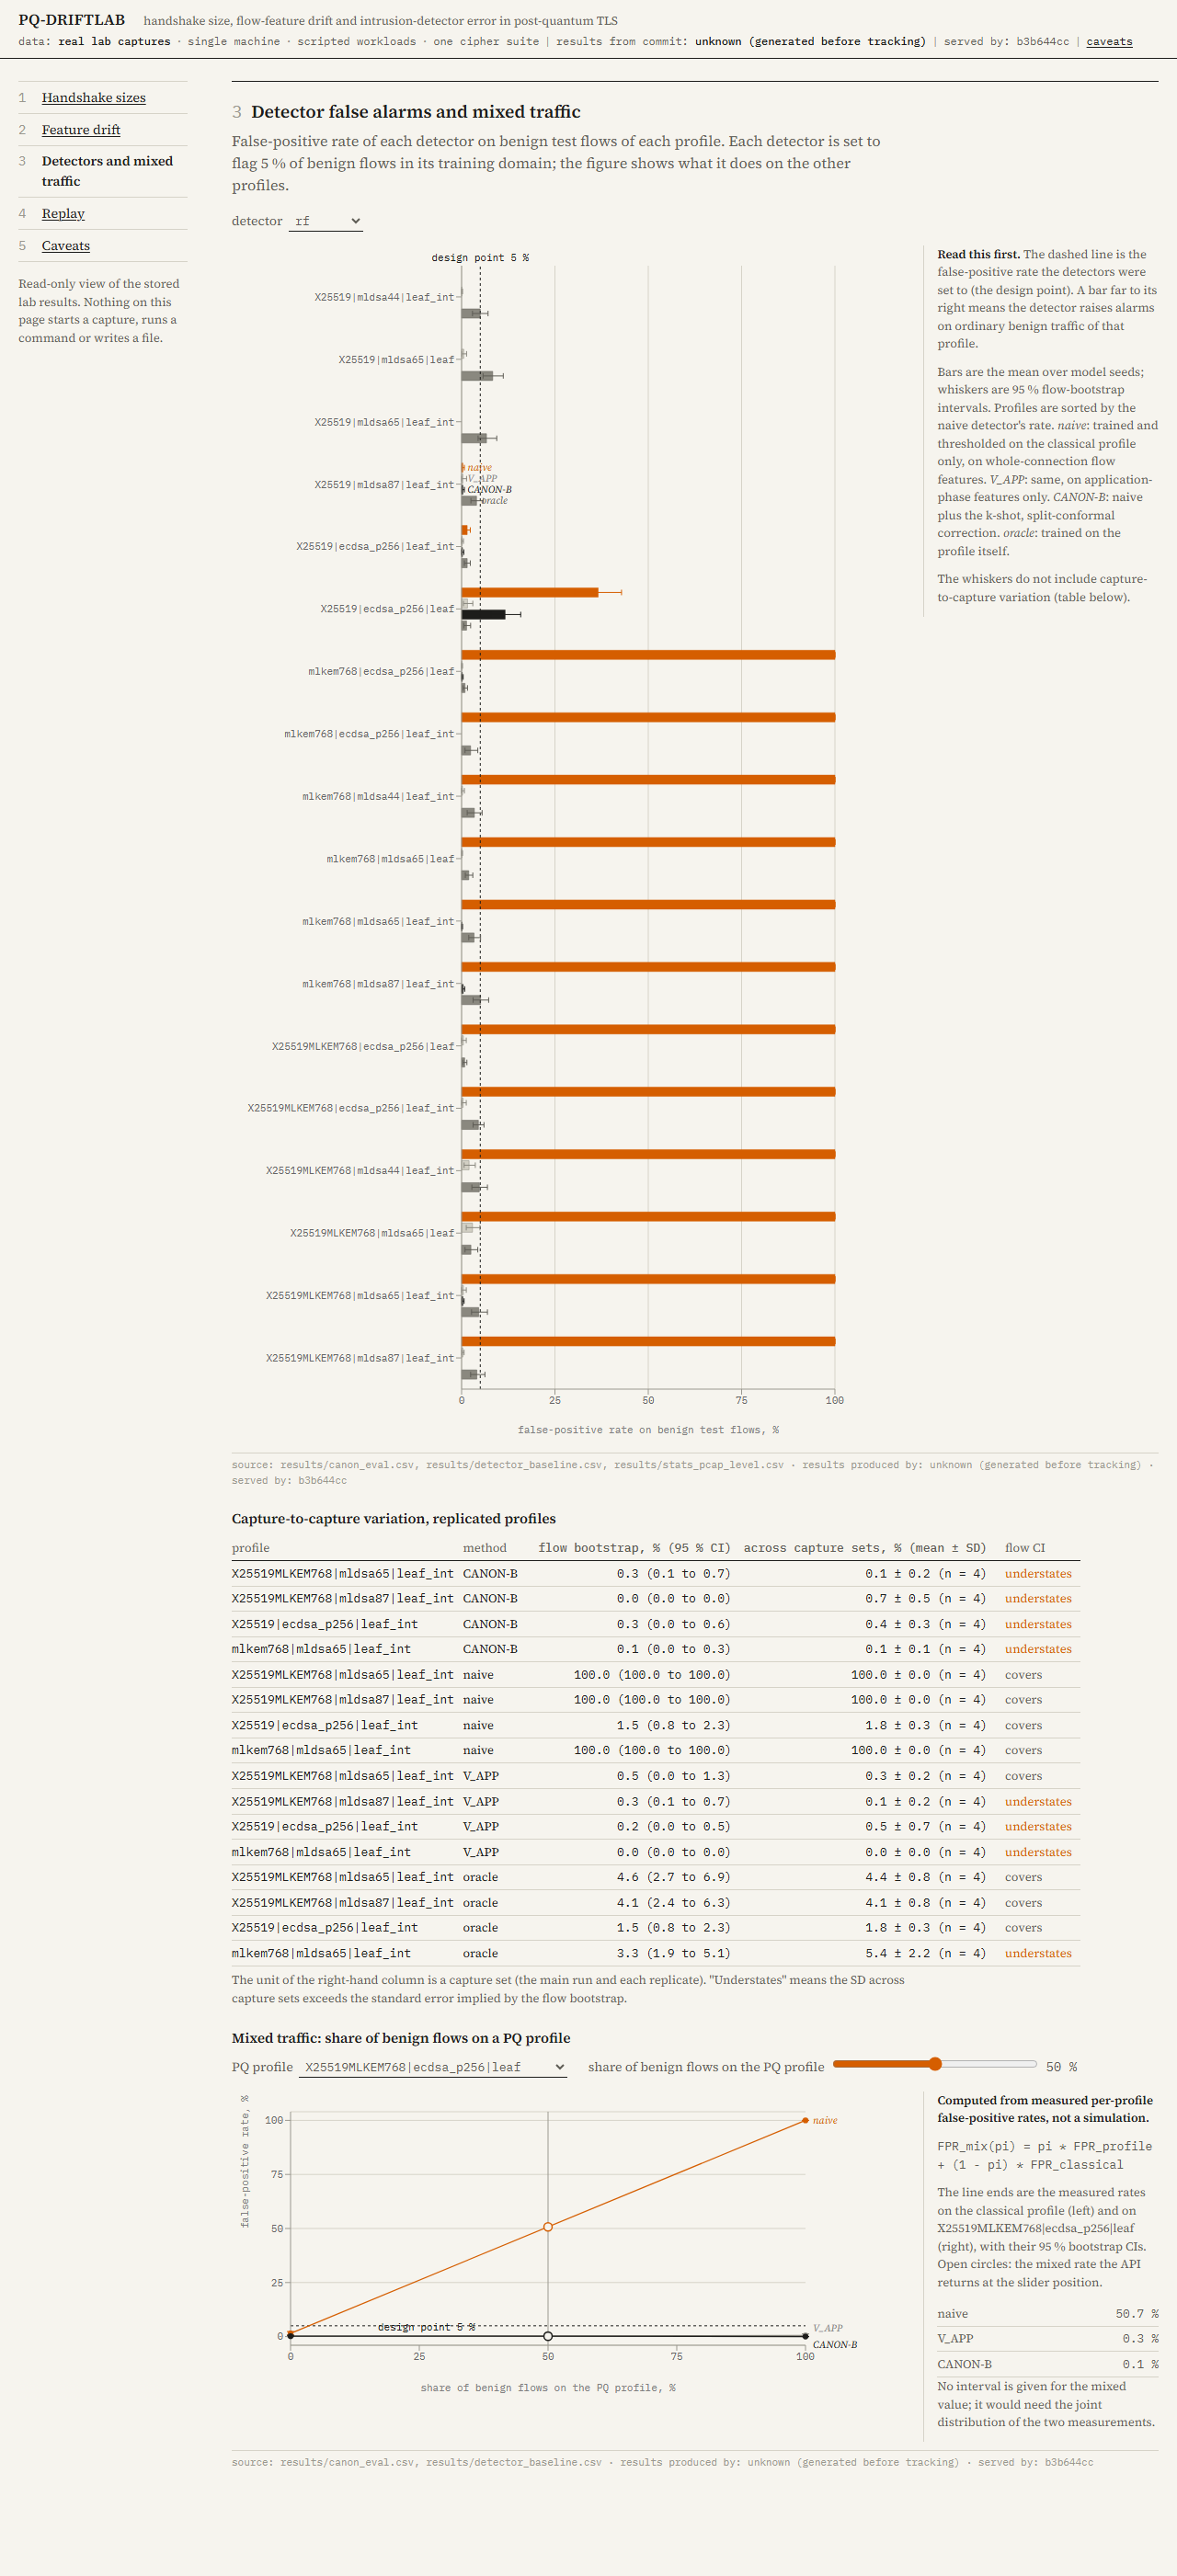 PQ-DRIFTLAB handshake size, flow-feature drift and intrusion-detector error in post-quantum TLS
data: real lab captures · single machine · scripted workloads · one cipher suite | results from commit: unknown (generated before tracking) | served by: b3b644cc | caveats
1 Handshake sizes
2 Feature drift
3 Detectors and mixed
traffic
4 Replay
5 Caveats
Read-only view of the stored
lab results. Nothing on this
page starts a capture, runs a
command or writes a file.
3 Detector false alarms and mixed traffic
False-positive rate of each detector on benign test flows of each profile. Each detector is set to
flag 5 % of benign flows in its training domain; the figure shows what it does on the other
profiles.
detector rf
design point 5 %
X25519|mldsa44|leaf_int
X25519|mldsa65|leaf
X25519|mldsa65|leaf_int
X25519|mldsa87|leaf_int
naive
V_APP
CANON-B
oracle
X25519|ecdsa_p256|leaf_int
X25519|ecdsa_p256|leaf
mlkem768|ecdsa_p256|leaf
mlkem768|ecdsa_p256|leaf_int
mlkem768|mldsa44|leaf_int
mlkem768|mldsa65|leaf
mlkem768|mldsa65|leaf_int
mlkem768|mldsa87|leaf_int
X25519MLKEM768|ecdsa_p256|leaf
X25519MLKEM768|ecdsa_p256|leaf_int
X25519MLKEM768|mldsa44|leaf_int
X25519MLKEM768|mldsa65|leaf
X25519MLKEM768|mldsa65|leaf_int
X25519MLKEM768|mldsa87|leaf_int
0 25 50 75 100
false-positive rate on benign test flows, %
Read this first. The dashed line is the
false-positive rate the detectors were
set to (the design point). A bar far to its
right means the detector raises alarms
on ordinary benign traffic of that
profile.
Bars are the mean over model seeds;
whiskers are 95 % flow-bootstrap
intervals. Profiles are sorted by the
naive detector's rate. naive: trained and
thresholded on the classical profile
only, on whole-connection flow
features. V_APP: same, on application-
phase features only. CANON-B: naive
plus the k-shot, split-conformal
correction. oracle: trained on the
profile itself.
The whiskers do not include capture-
to-capture variation (table below).
source: results/canon_eval.csv, results/detector_baseline.csv, results/stats_pcap_level.csv · results produced by: unknown (generated before tracking) ·
served by: b3b644cc
Capture-to-capture variation, replicated profiles
profile method flow bootstrap, % (95 % CI) across capture sets, % (mean ± SD) flow CI
X25519MLKEM768|mldsa65|leaf_int CANON-B 0.3 (0.1 to 0.7) 0.1 ± 0.2 (n = 4) understates
X25519MLKEM768|mldsa87|leaf_int CANON-B 0.0 (0.0 to 0.0) 0.7 ± 0.5 (n = 4) understates
X25519|ecdsa_p256|leaf_int CANON-B 0.3 (0.0 to 0.6) 0.4 ± 0.3 (n = 4) understates
mlkem768|mldsa65|leaf_int CANON-B 0.1 (0.0 to 0.3) 0.1 ± 0.1 (n = 4) understates
X25519MLKEM768|mldsa65|leaf_int naive 100.0 (100.0 to 100.0) 100.0 ± 0.0 (n = 4) covers
X25519MLKEM768|mldsa87|leaf_int naive 100.0 (100.0 to 100.0) 100.0 ± 0.0 (n = 4) covers
X25519|ecdsa_p256|leaf_int naive 1.5 (0.8 to 2.3) 1.8 ± 0.3 (n = 4) covers
mlkem768|mldsa65|leaf_int naive 100.0 (100.0 to 100.0) 100.0 ± 0.0 (n = 4) covers
X25519MLKEM768|mldsa65|leaf_int V_APP 0.5 (0.0 to 1.3) 0.3 ± 0.2 (n = 4) covers
X25519MLKEM768|mldsa87|leaf_int V_APP 0.3 (0.1 to 0.7) 0.1 ± 0.2 (n = 4) understates
X25519|ecdsa_p256|leaf_int V_APP 0.2 (0.0 to 0.5) 0.5 ± 0.7 (n = 4) understates
mlkem768|mldsa65|leaf_int V_APP 0.0 (0.0 to 0.0) 0.0 ± 0.0 (n = 4) understates
X25519MLKEM768|mldsa65|leaf_int oracle 4.6 (2.7 to 6.9) 4.4 ± 0.8 (n = 4) covers
X25519MLKEM768|mldsa87|leaf_int oracle 4.1 (2.4 to 6.3) 4.1 ± 0.8 (n = 4) covers
X25519|ecdsa_p256|leaf_int oracle 1.5 (0.8 to 2.3) 1.8 ± 0.3 (n = 4) covers
mlkem768|mldsa65|leaf_int oracle 3.3 (1.9 to 5.1) 5.4 ± 2.2 (n = 4) understates
The unit of the right-hand column is a capture set (the main run and each replicate). "Understates" means the SD across
capture sets exceeds the standard error implied by the flow bootstrap.
Mixed traffic: share of benign flows on a PQ profile
PQ profile X25519MLKEM768|ecdsa_p256|leaf share of benign flows on the PQ profile 50 %
false-positive rate, %
100
75
50
25
0
naive
design point 5 %
V_APP
CANON-B
0 25 50 75 100
share of benign flows on the PQ profile, %
Computed from measured per-profile
false-positive rates, not a simulation.
FPR_mix(pi) = pi * FPR_profile
+ (1 - pi) * FPR_classical
The line ends are the measured rates
on the classical profile (left) and on
X25519MLKEM768|ecdsa_p256|leaf
(right), with their 95 % bootstrap CIs.
Open circles: the mixed rate the API
returns at the slider position.
naive 50.7 %
V_APP 0.3 %
CANON-B 0.1 %
No interval is given for the mixed
value; it would need the joint
distribution of the two measurements.
source: results/canon_eval.csv, results/detector_baseline.csv · results produced by: unknown (generated before tracking) · served by: b3b644cc